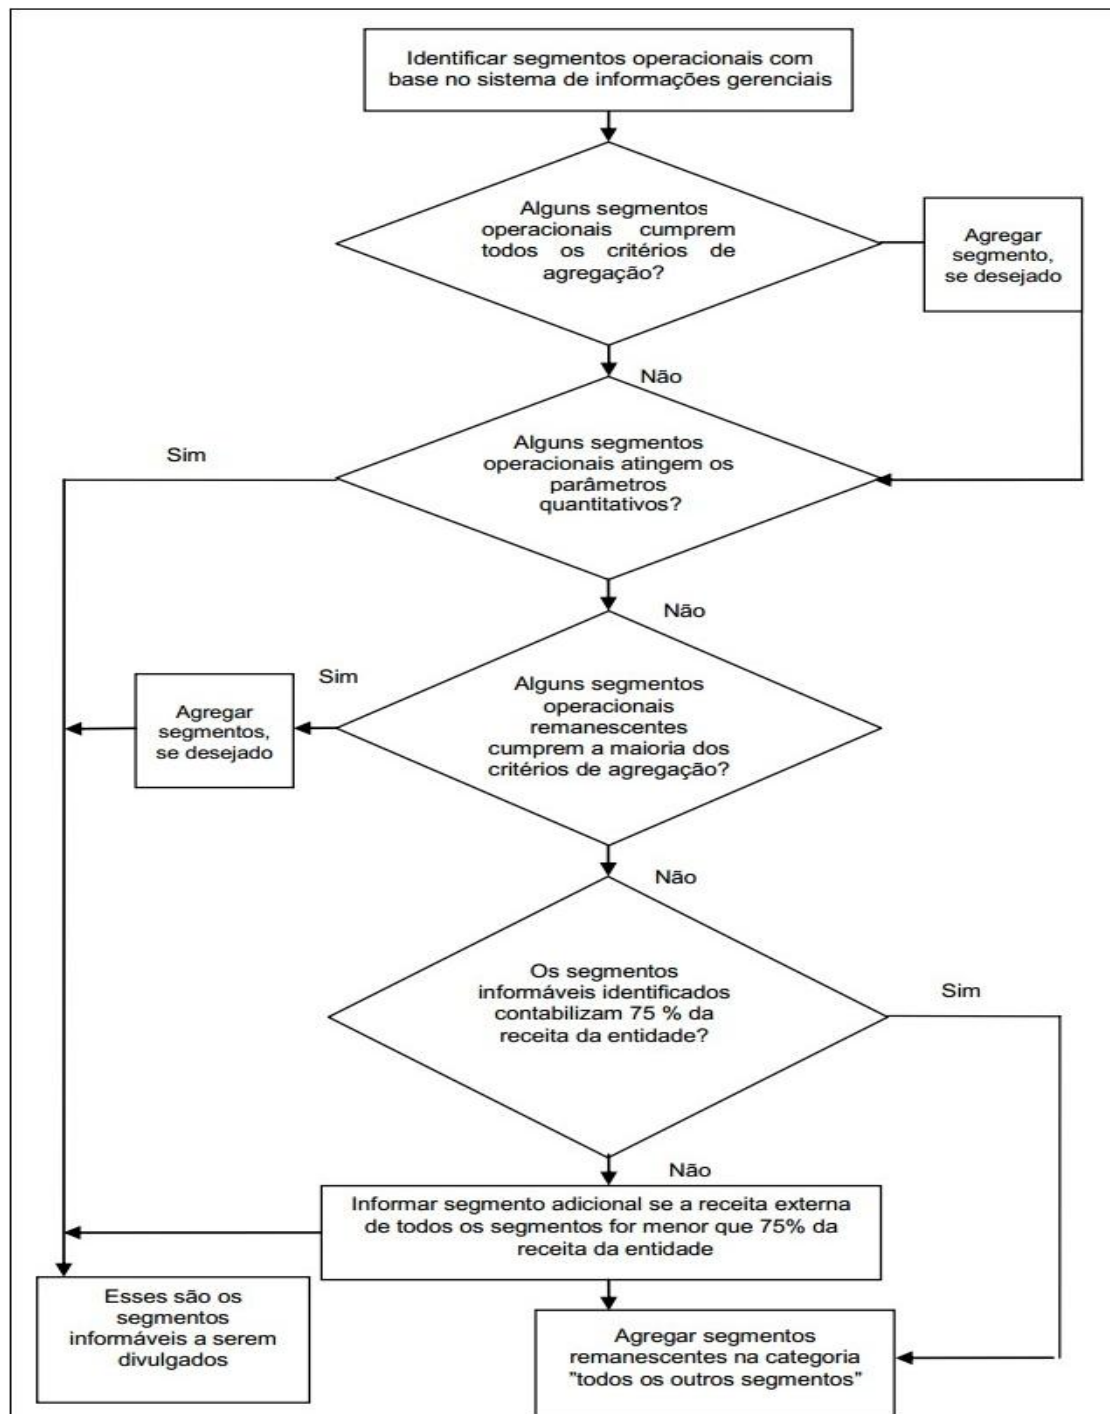 Identificar segmentos operacionais com
base no sistema de informações gerenciais
Alguns segmentos
operacionais cumprem
todos os critérios de
agregação?
Agregar
segmento,
se desejado
Não
Sim
Alguns segmentos
operacionais atingem os
parâmetros
quantitativos?
Não
Sim
Agregar
segmentos,
se desejado
Alguns segmentos
operacionais
remanescentes
cumprem a maioria dos
critérios de agregação?
Não
Os segmentos
informáveis identificados
contabilizam 75 % da
receita da entidade?
Sim
Não
Informar segmento adicional se a receita externa
de todos os segmentos for menor que 75% da
receita da entidade
Esses são os
segmentos
informáveis a serem
divulgados
Agregar segmentos
remanescentes na categoria
"todos os outros segmentos"